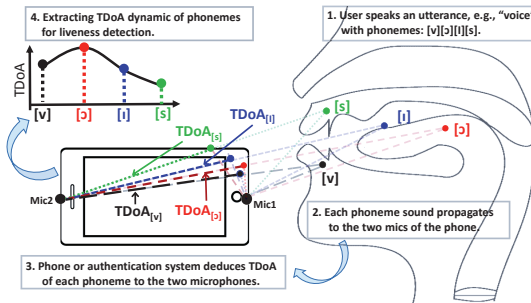 4. Extracting TDoA dynamic of phonemes
for liveness detection.
1. User speaks an utterance, e.g., “voice”
with phonemes: [v][ɔ][ɪ][s].
TDoA
[v]
[ɔ]
[ɪ]
[s]
[s]
[ɪ]
[ɔ]
[v]
TDoA[s]
TDoA[ɪ]
TDoA[v]
TDoA[ɔ]
Mic2
Mic1
2. Each phoneme sound propagates
to the two mics of the phone.
3. Phone or authentication system deduces TDoA
of each phoneme to the two microphones.